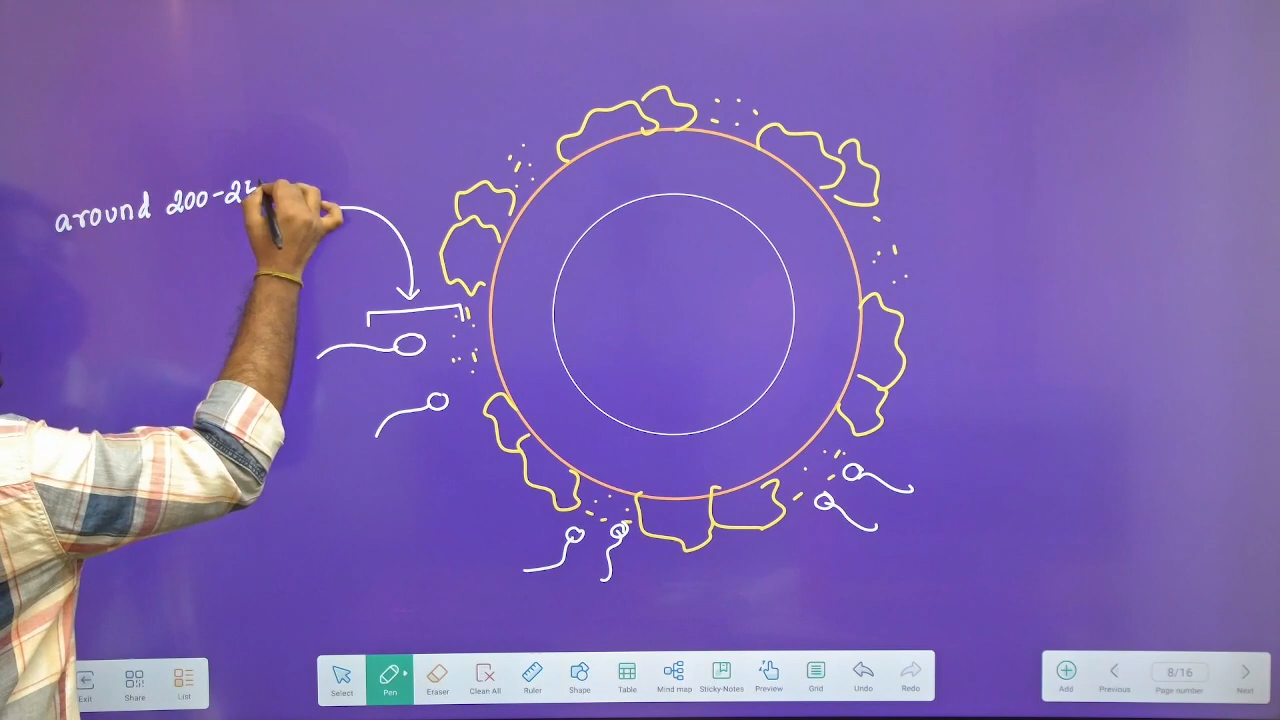 around 200-2
Exit
Share
List
Select
Pen
Eraser
Clean All
Ruler
Shape
Table
Mind map
Sticky-Notes
Preview
Grid
Undo
Redo
Add
Previous
8/16
Page number
Next